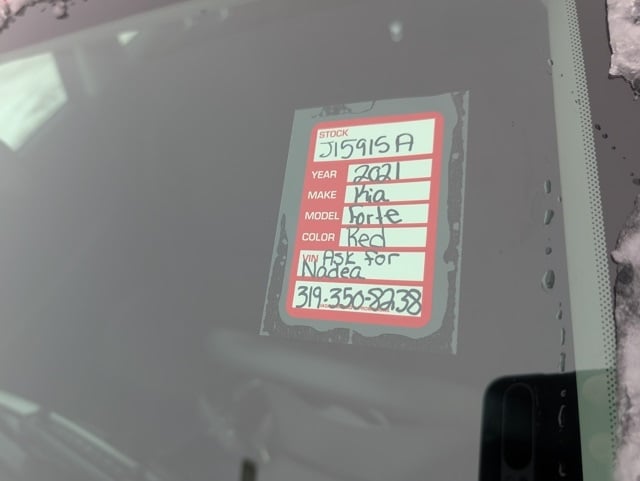 STOCK
J15915A
YEAR 2021
MAKE Kia
MODEL Forte
COLOR Red
VIN Ask for
Nadea
319-350-8238